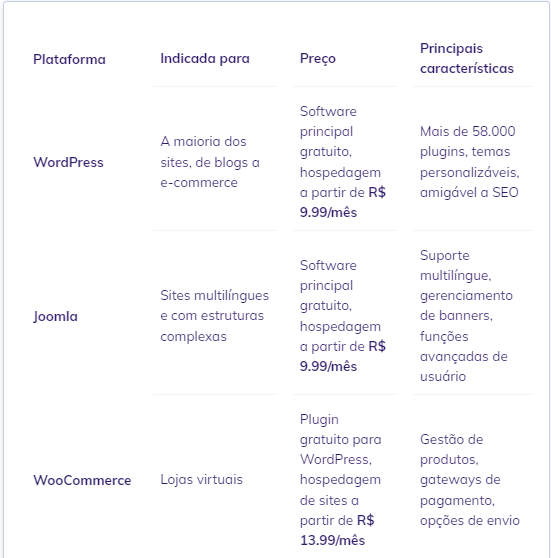 Plataforma
Indicada para
Preço
Principais
características
WordPress
A maioria dos
sites, de blogs a
e-commerce
Software
principal
gratuito,
hospedagem
a partir de R$
9.99/mês
Mais de 58.000
plugins, temas
personalizáveis,
amigável a SEO
Joomla
Sites multilíngues
e com estruturas
complexas
Software
principal
gratuito,
hospedagem
a partir de R$
9.99/mês
Suporte
multilíngue,
gerenciamento
de banners,
funções
avançadas de
usuário
WooCommerce
Lojas virtuais
Plugin
gratuito para
WordPress,
hospedagem
de sites a
partir de R$
13.99/mês
Gestão de
produtos,
gateways de
pagamento,
opções de envio